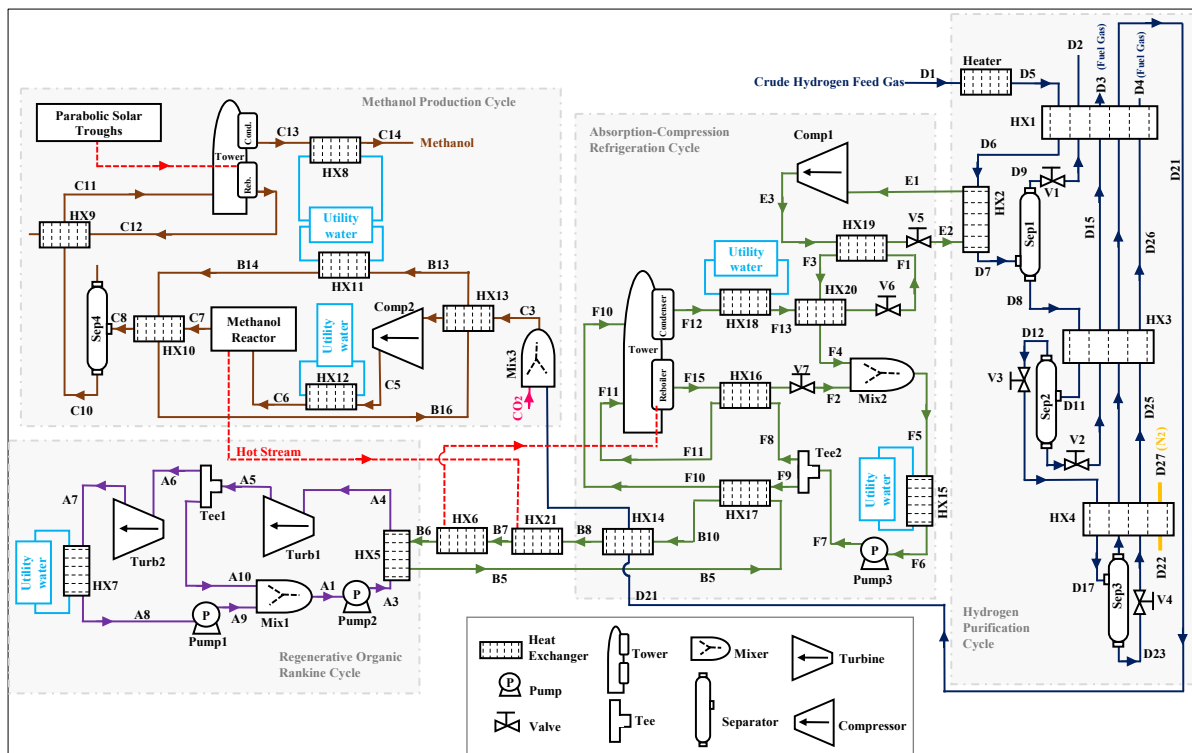 Methanol Production Cycle
Parabolic Solar
Troughs
Tower
Cond.
Reb.
C13
C14
Methanol
HX8
C11
HX9
C12
Utility
water
B14
HX11
B13
Sep4
C8
HX10
C7
Methanol
Reactor
Utility
water
Comp2
HX13
C3
Mix3
CO2
HX12
C5
C6
C10
B16
Hot Stream
A7
A6
Tee1
A5
A4
Turb2
Turb1
Utility
water
HX7
A10
HX5
A8
Pump1
P
A9
Mix1
A1
Pump2
P
A3
Regenerative Organic
Rankine Cycle
B6
HX6
B7
HX21
B8
HX14
B10
B5
B5
D21
Absorption-Compression
Refrigeration Cycle
Comp1
E3
E1
HX19
V5
E2
F3
F1
Utility
water
HX20
V6
F10
Condenser
F12
HX18
F13
Tower
Reboiler
F4
F15
HX16
V7
F2
Mix2
F11
F11
F8
Tee2
F5
F10
F9
HX17
Utility
water
HX15
F7
P
Pump3
F6
Crude Hydrogen Feed Gas
D1
Heater
D5
D2
D3 (Fuel Gas)
D4 (Fuel Gas)
HX1
D6
D21
D9
V1
HX2
Sep1
D7
D15
D26
D8
D12
HX3
V3
Sep2
D11
D25
V2
D27 (N2)
HX4
D17
Sep3
D22
V4
D23
Hydrogen
Purification
Cycle
Heat
Exchanger
Tower
Mixer
Turbine
P
Pump
Valve
Tee
Separator
Compressor